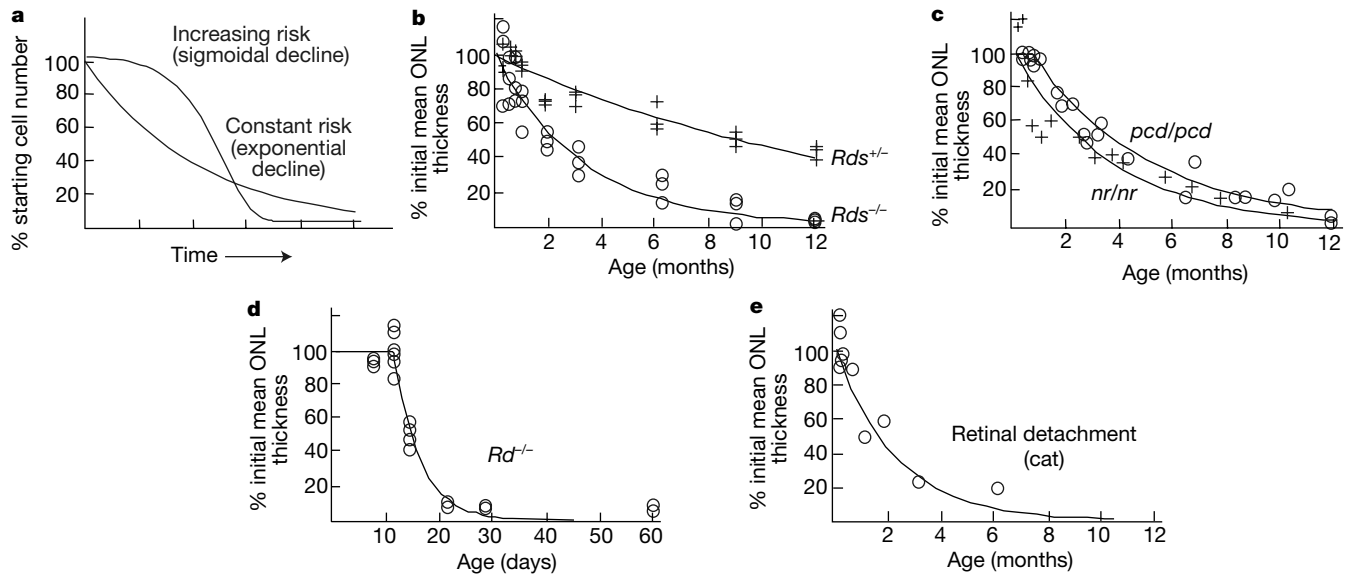 a
% starting cell number
100
80
60
40
20
Increasing risk
(sigmoidal decline)
Constant risk
(exponential
decline)
Time
b
% initial mean ONL
thickness
100
80
60
40
20
Rds+/–
Rds–/–
2
4
6
8
10
12
Age (months)
c
% initial mean ONL
thickness
100
80
60
40
20
pcd/pcd
nr/nr
2
4
6
8
10
12
Age (months)
d
% initial mean ONL
thickness
100
80
60
40
20
Rd–/–
10
20
30
40
50
60
Age (days)
e
% initial mean ONL
thickness
100
80
60
40
20
Retinal detachment
(cat)
2
4
6
8
10
12
Age (months)